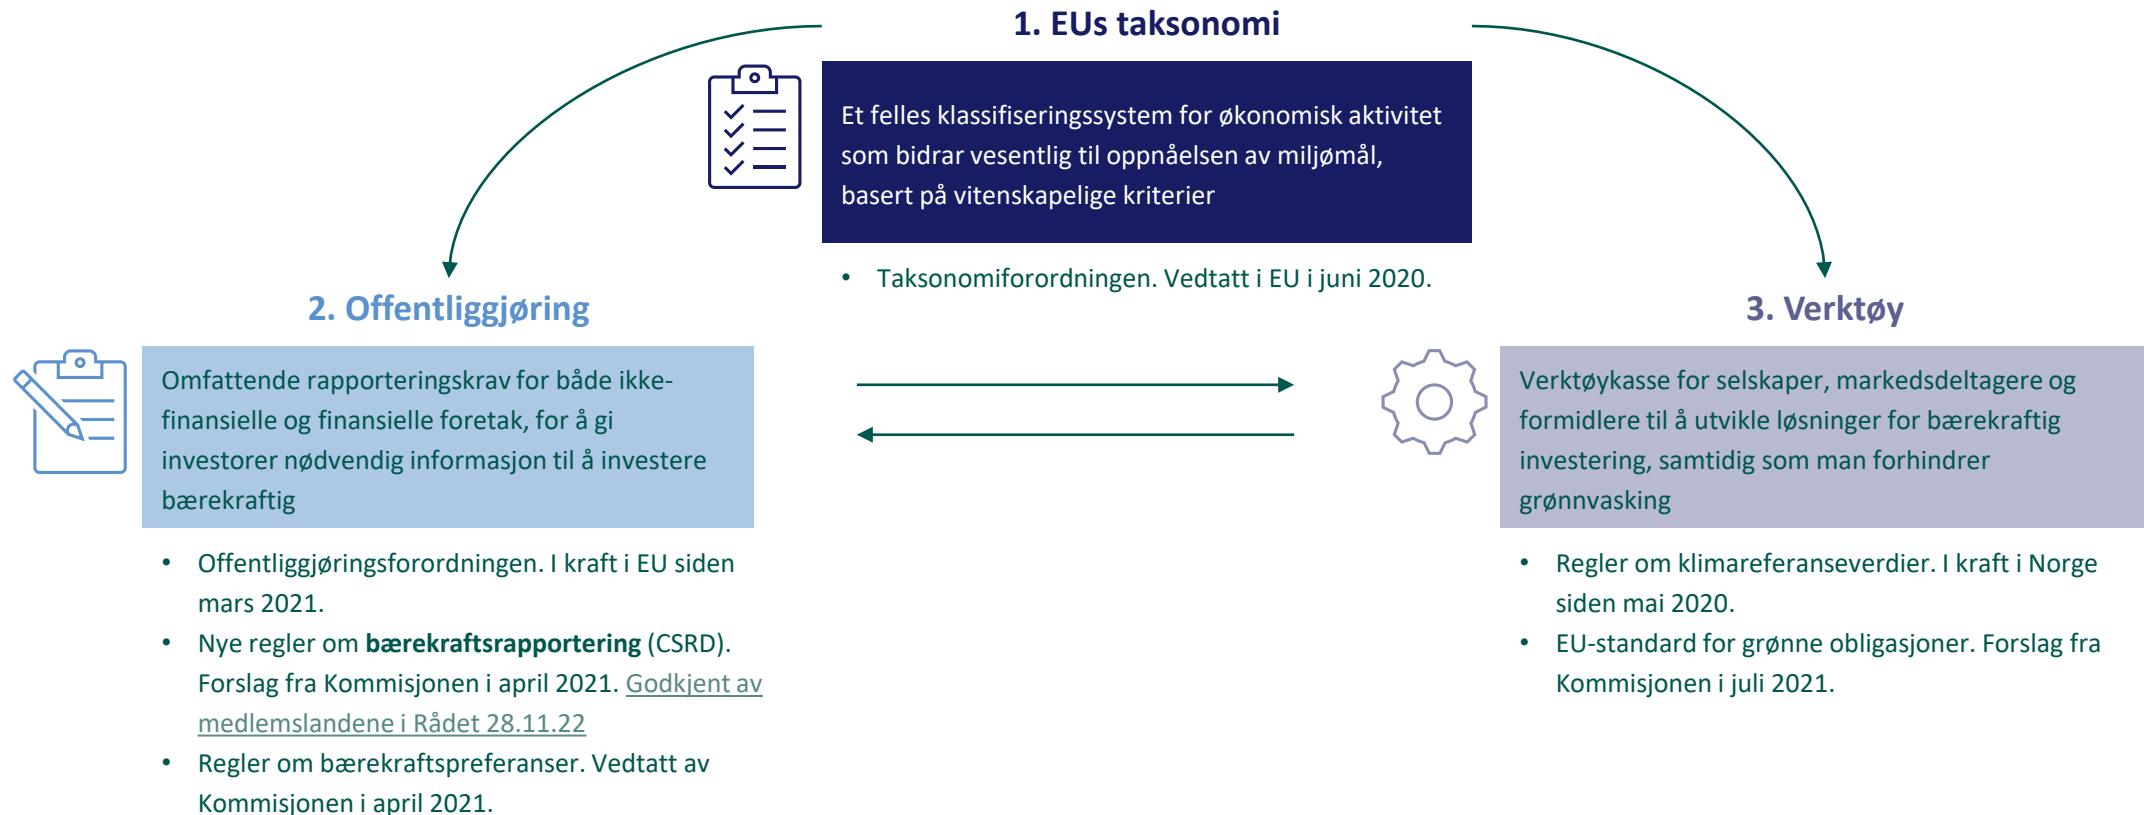 1. EUs taksonomi
Et felles klassifiseringssystem for økonomisk aktivitet
som bidrar vesentlig til oppnåelsen av miljømål,
basert på vitenskapelige kriterier
• Taksonomiforordningen. Vedtatt i EU i juni 2020.
2. Offentliggjøring
Omfattende rapporteringskrav for både ikke-
finansielle og finansielle foretak, for å gi
investorer nødvendig informasjon til å investere
bærekraftig
• Offentliggjøringsforordningen. I kraft i EU siden
mars 2021.
• Nye regler om bærekraftsrapportering (CSRD).
Forslag fra Kommisjonen i april 2021. Godkjent av
medlemslandene i Rådet 28.11.22
• Regler om bærekraftspreferanser. Vedtatt av
Kommisjonen i april 2021.
3. Verktøy
Verktøykasse for selskaper, markedsdeltagere og
formidlere til å utvikle løsninger for bærekraftig
investering, samtidig som man forhindrer
grønnvasking
• Regler om klimareferanseverdier. I kraft i Norge
siden mai 2020.
• EU-standard for grønne obligasjoner. Forslag fra
Kommisjonen i juli 2021.